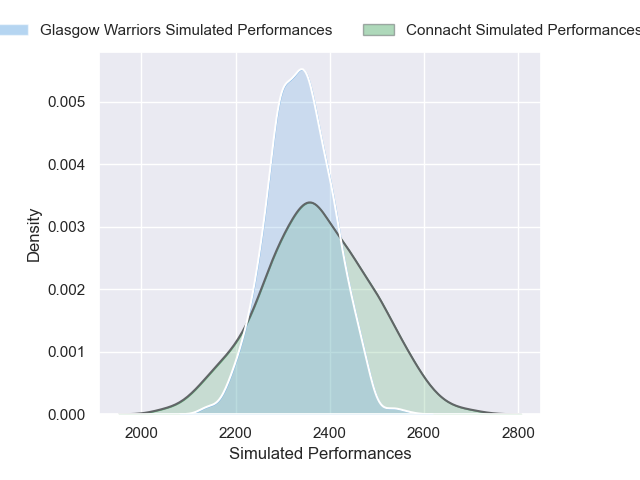 Glasgow Warriors Simulated Performances
Connacht Simulated Performances
0.005
0.004
0.003
0.002
0.001
0.000
Density
2000
2200
2400
2600
2800
Simulated Performances